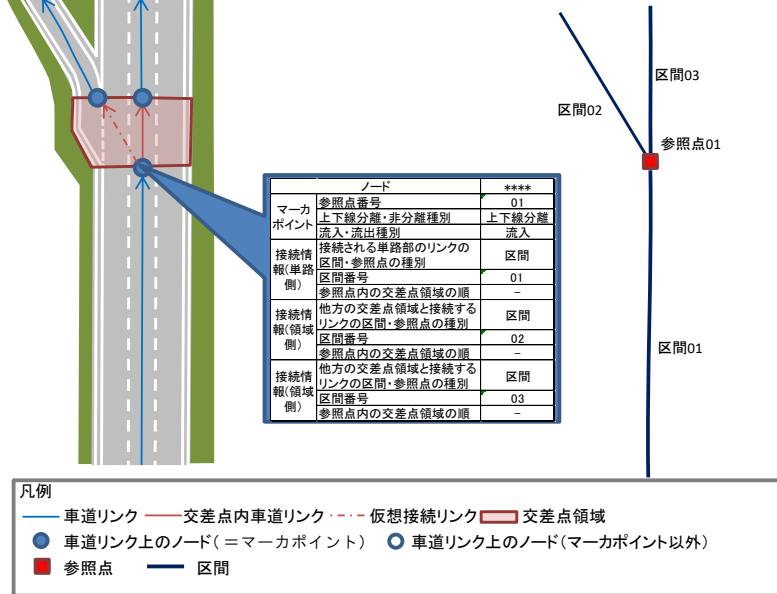 区間03
区間02
参照点01
区間01
ノード ****
マーカポイント
参照点番号 01
上下線分離・非分離種別 上下線分離
流入・流出種別 流入
接続情報(単路側)
接続される単路部のリンクの
区間・参照点の種別 区間
区間番号 01
参照点内の交差点領域の順 -
接続情報(領域側)
他方の交差点領域と接続する
リンクの区間・参照点の種別 区間
区間番号 02
参照点内の交差点領域の順 -
接続情報(領域側)
他方の交差点領域と接続する
リンクの区間・参照点の種別 区間
区間番号 03
参照点内の交差点領域の順 -
凡例
車道リンク 交差点内車道リンク 仮想接続リンク 交差点領域
車道リンク上のノード(＝マーカポイント) 車道リンク上のノード(マーカポイント以外)
参照点 区間